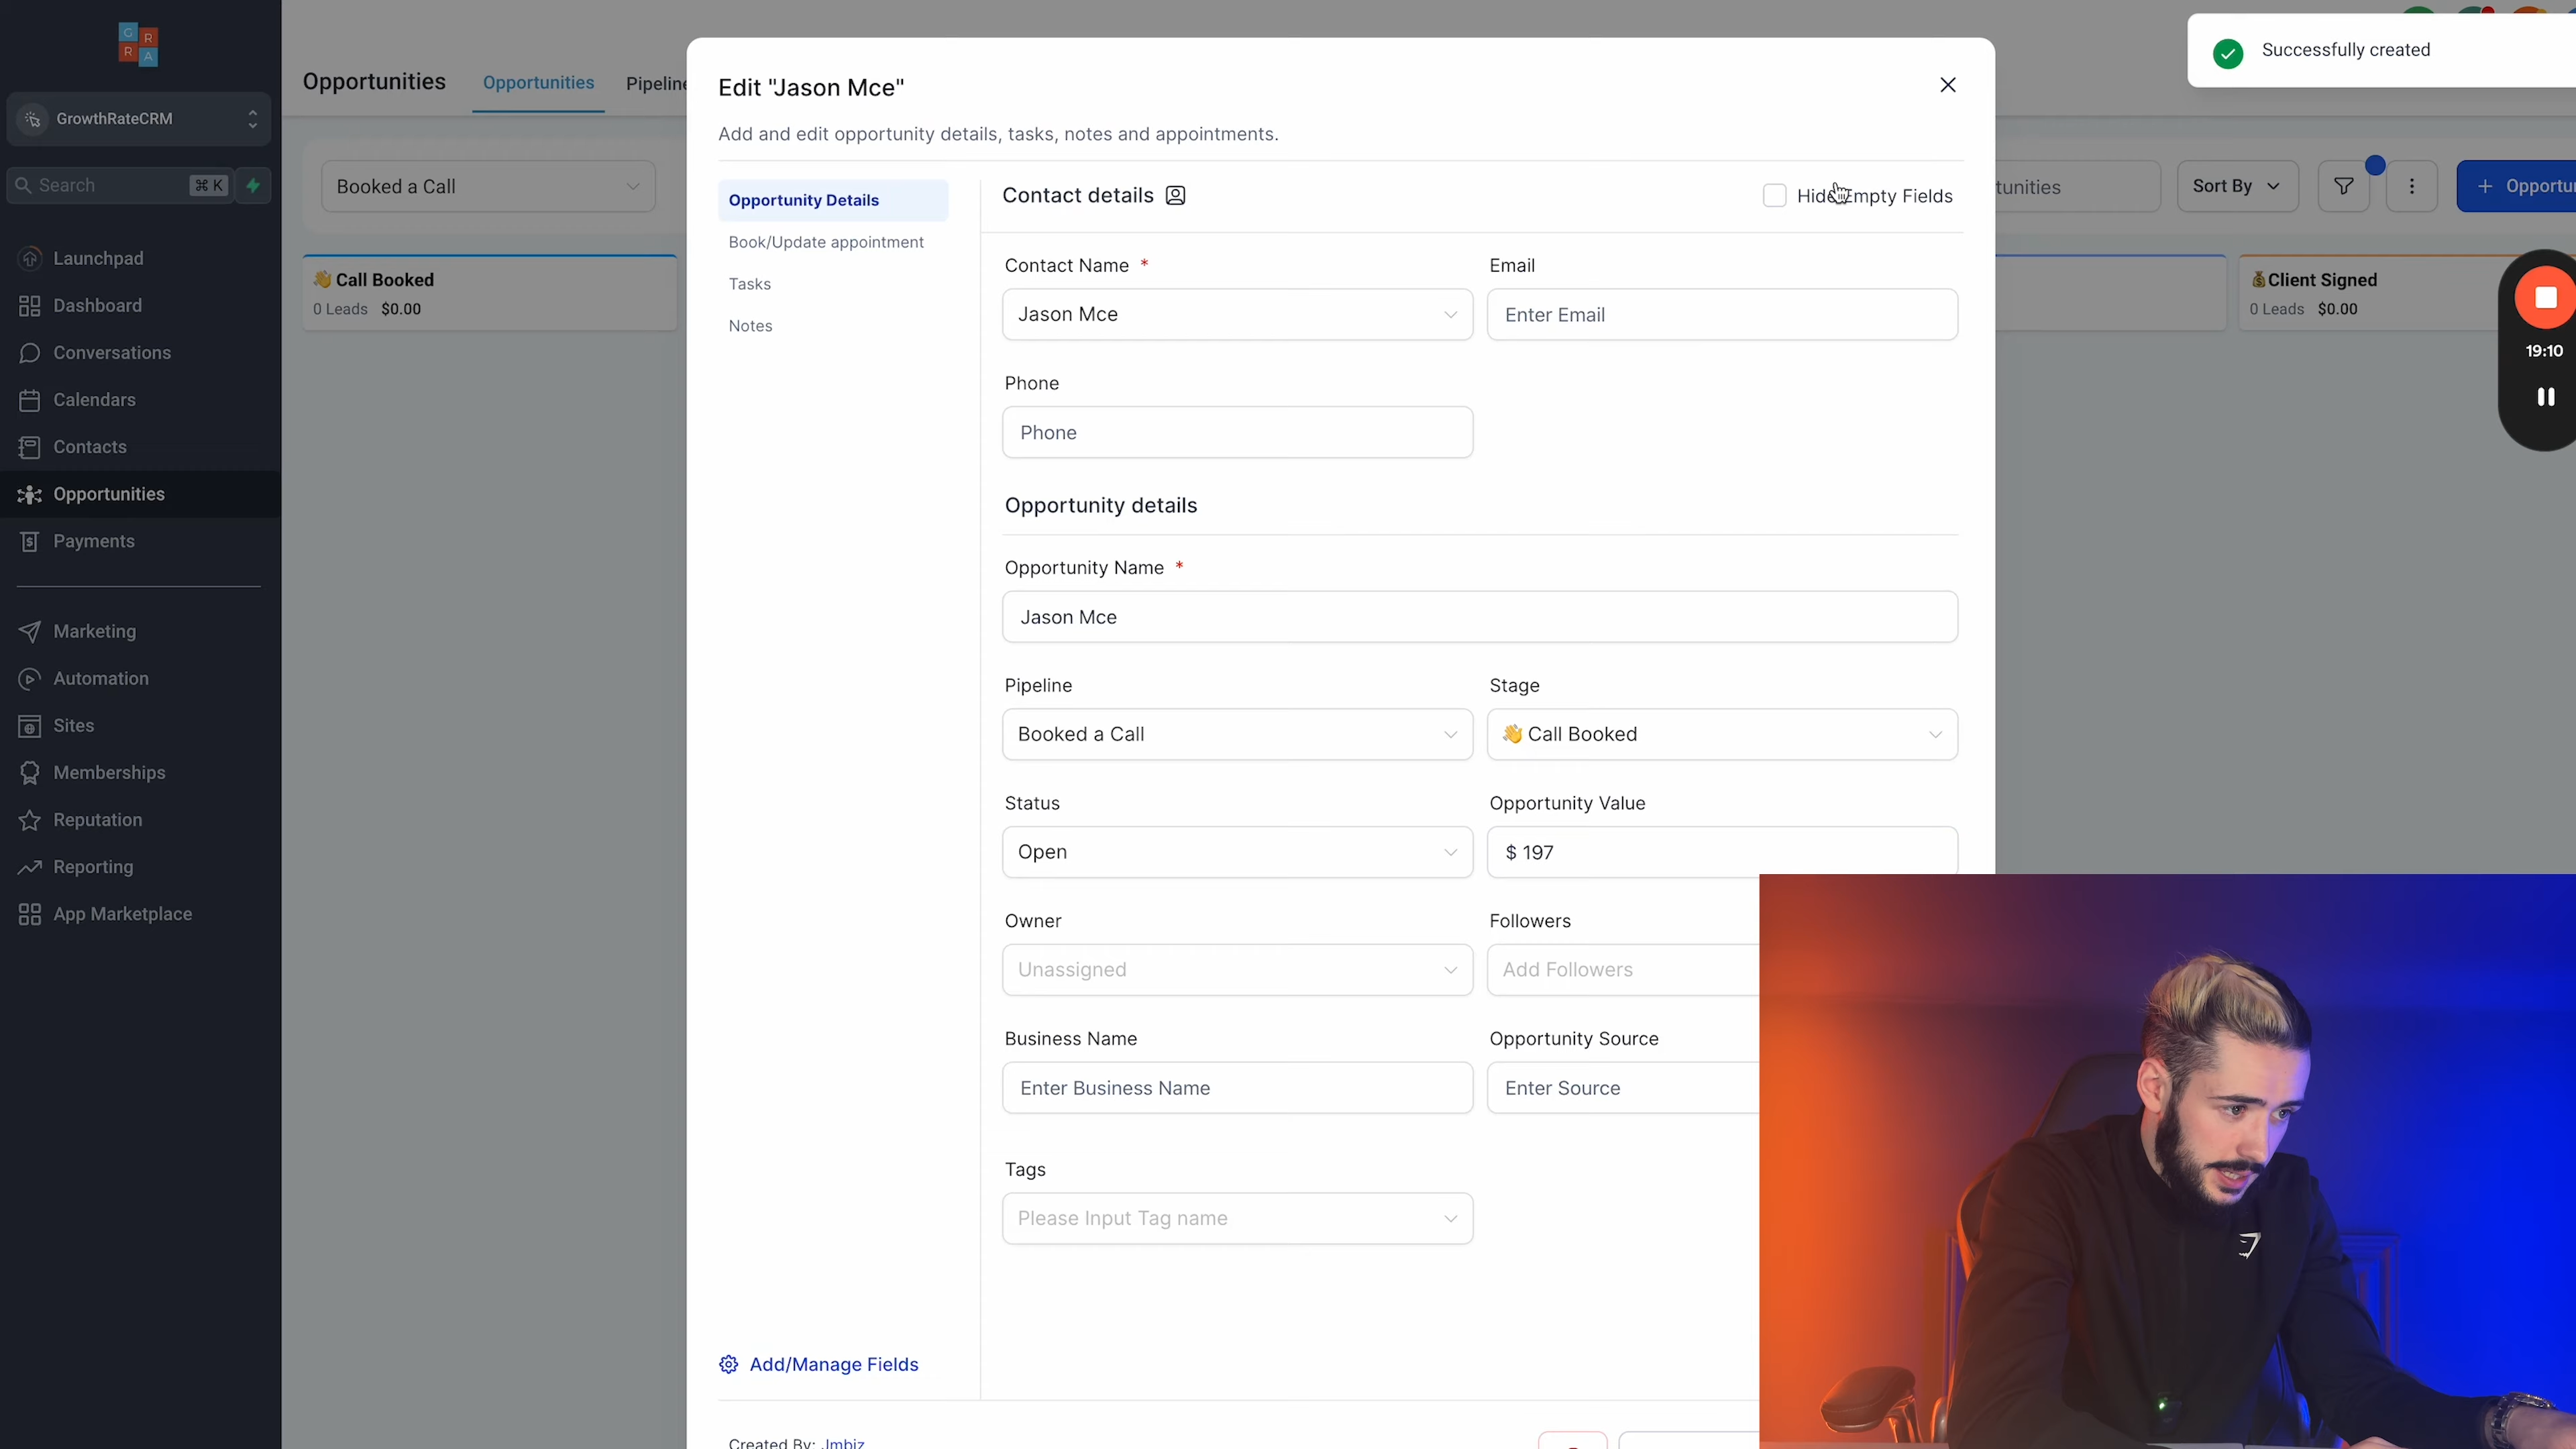 G R
R A
GrowthRateCRM
Search ⌘ K
Launchpad
Dashboard
Conversations
Calendars
Contacts
Opportunities
Payments
Marketing
Automation
Sites
Memberships
Reputation
Reporting
App Marketplace
Opportunities Opportunities Pipeline
Booked a Call
👋 Call Booked
0 Leads $0.00
Edit "Jason Mce"
Add and edit opportunity details, tasks, notes and appointments.
Opportunity Details
Book/Update appointment
Tasks
Notes
Add/Manage Fields
Contact details
Hide Empty Fields
Contact Name * Email
Jason Mce Enter Email
Phone
Phone
Opportunity details
Opportunity Name *
Jason Mce
Pipeline Stage
Booked a Call 👋 Call Booked
Status Opportunity Value
Open $ 197
Owner Followers
Unassigned Add Followers
Business Name Opportunity Source
Enter Business Name Enter Source
Tags
Please Input Tag name
Created By: Jmbiz
Successfully created
tunities Sort By + Opportu
💰Client Signed
0 Leads $0.00
19:10